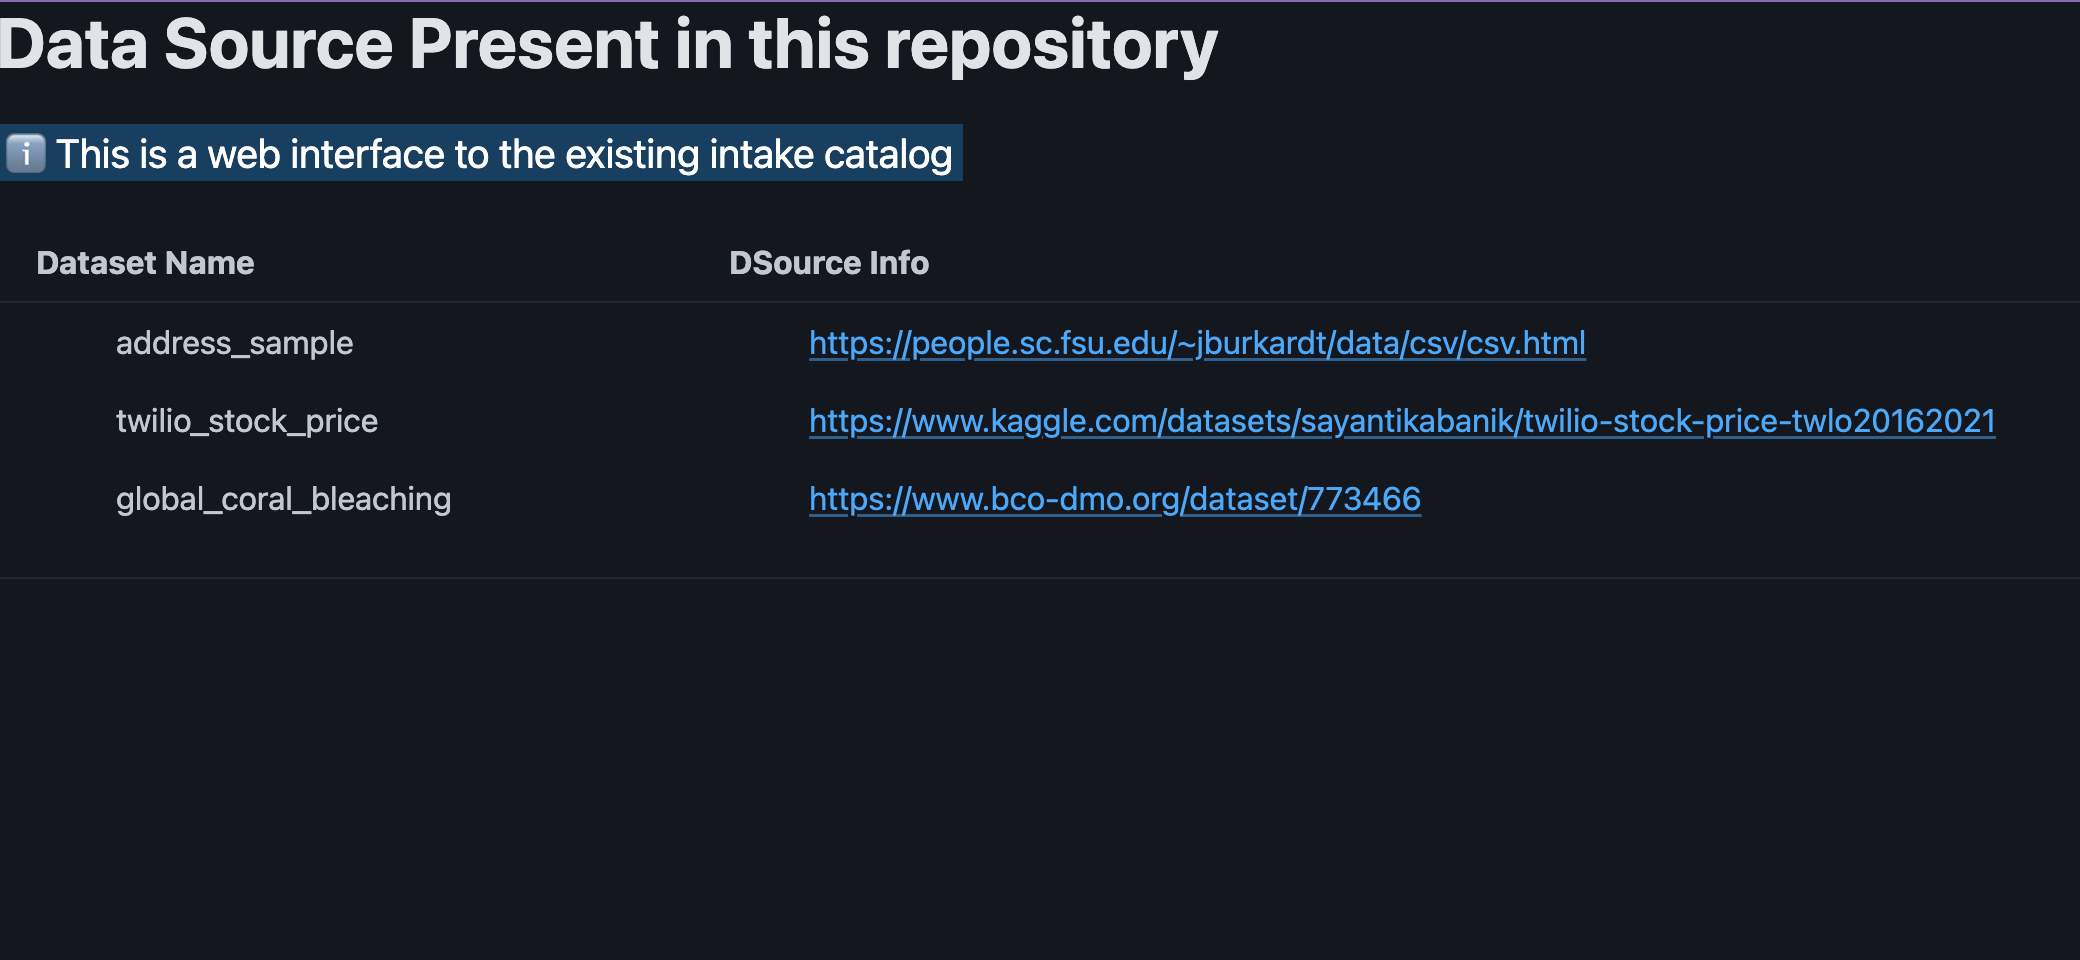 Data Source Present in this repository
ℹ️ This is a web interface to the existing intake catalog
Dataset Name DSource Info
address_sample https://people.sc.fsu.edu/~jburkardt/data/csv/csv.html
twilio_stock_price https://www.kaggle.com/datasets/sayantikabanik/twilio-stock-price-twlo20162021
global_coral_bleaching https://www.bco-dmo.org/dataset/773466